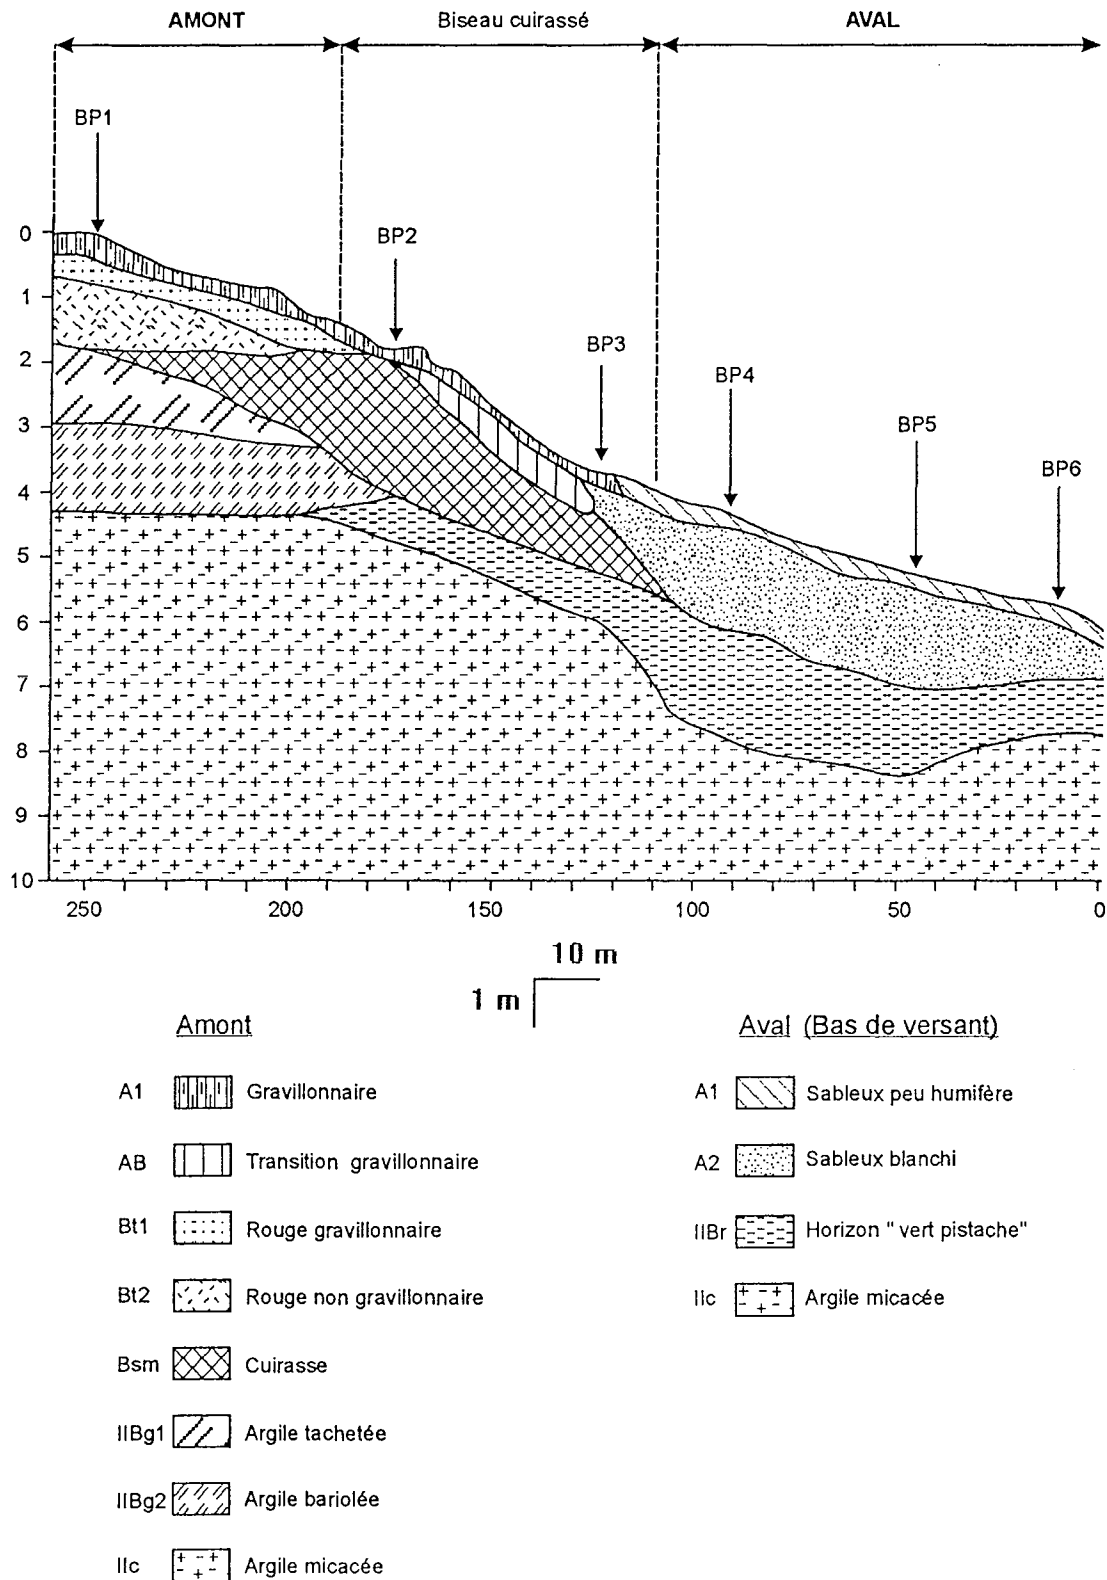 AMONT Biseau cuirassé AVAL
BP1
BP2
BP3
BP4
BP5
BP6
0
1
2
3
4
5
6
7
8
9
10
250 200 150 100 50 0
10 m
1 m
Amont
A1 Gravillonnaire
AB Transition gravillonnaire
Bt1 Rouge gravillonnaire
Bt2 Rouge non gravillonnaire
Bsm Cuirasse
IIBg1 Argile tachetée
IIBg2 Argile bariolée
IIc Argile micacée
Aval (Bas de versant)
A1 Sableux peu humifère
A2 Sableux blanchi
IIBr Horizon " vert pistache"
IIc Argile micacée